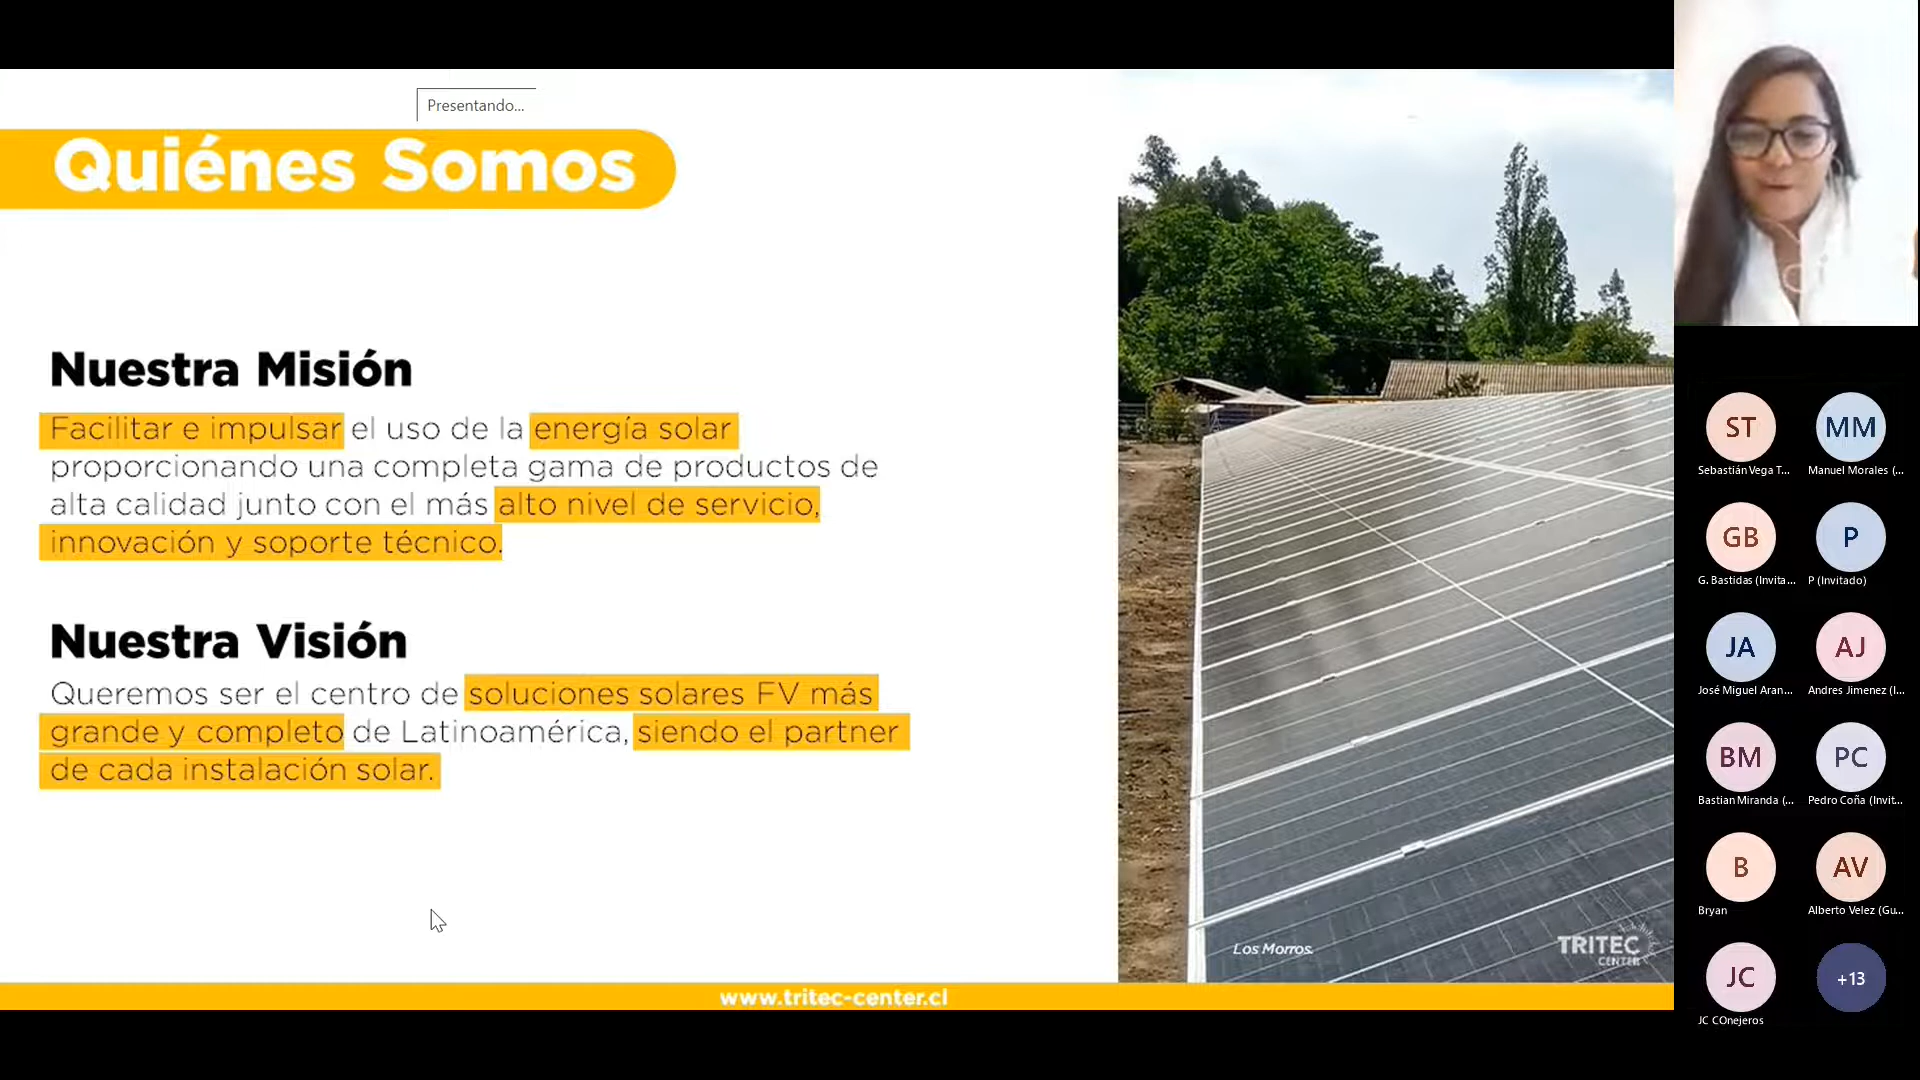 Presentando...
Quiénes Somos
Nuestra Misión
Facilitar e impulsar el uso de la energía solar
proporcionando una completa gama de productos de
alta calidad junto con el más alto nivel de servicio,
innovación y soporte técnico.
Nuestra Visión
Queremos ser el centro de soluciones solares FV más
grande y completo de Latinoamérica, siendo el partner
de cada instalación solar.
Los Morros.
TRITEC
CENTER
www.tritec-center.cl
ST
Sebastián Vega T...
MM
Manuel Morales (...
GB
G. Bastidas (Invita...
P
P (Invitado)
JA
José Miguel Aran...
AJ
Andres Jimenez (I...
BM
Bastian Miranda (...
PC
Pedro Coña (Invit...
B
Bryan
AV
Alberto Velez (Gu...
JC
JC COnejeros
+13